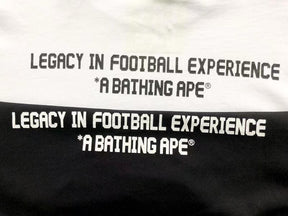 LEGACY IN FOOTBALL EXPERIENCE
"A BATHING APE®
LEGACY IN FOOTBALL EXPERIENCE
*A BATHING APE®